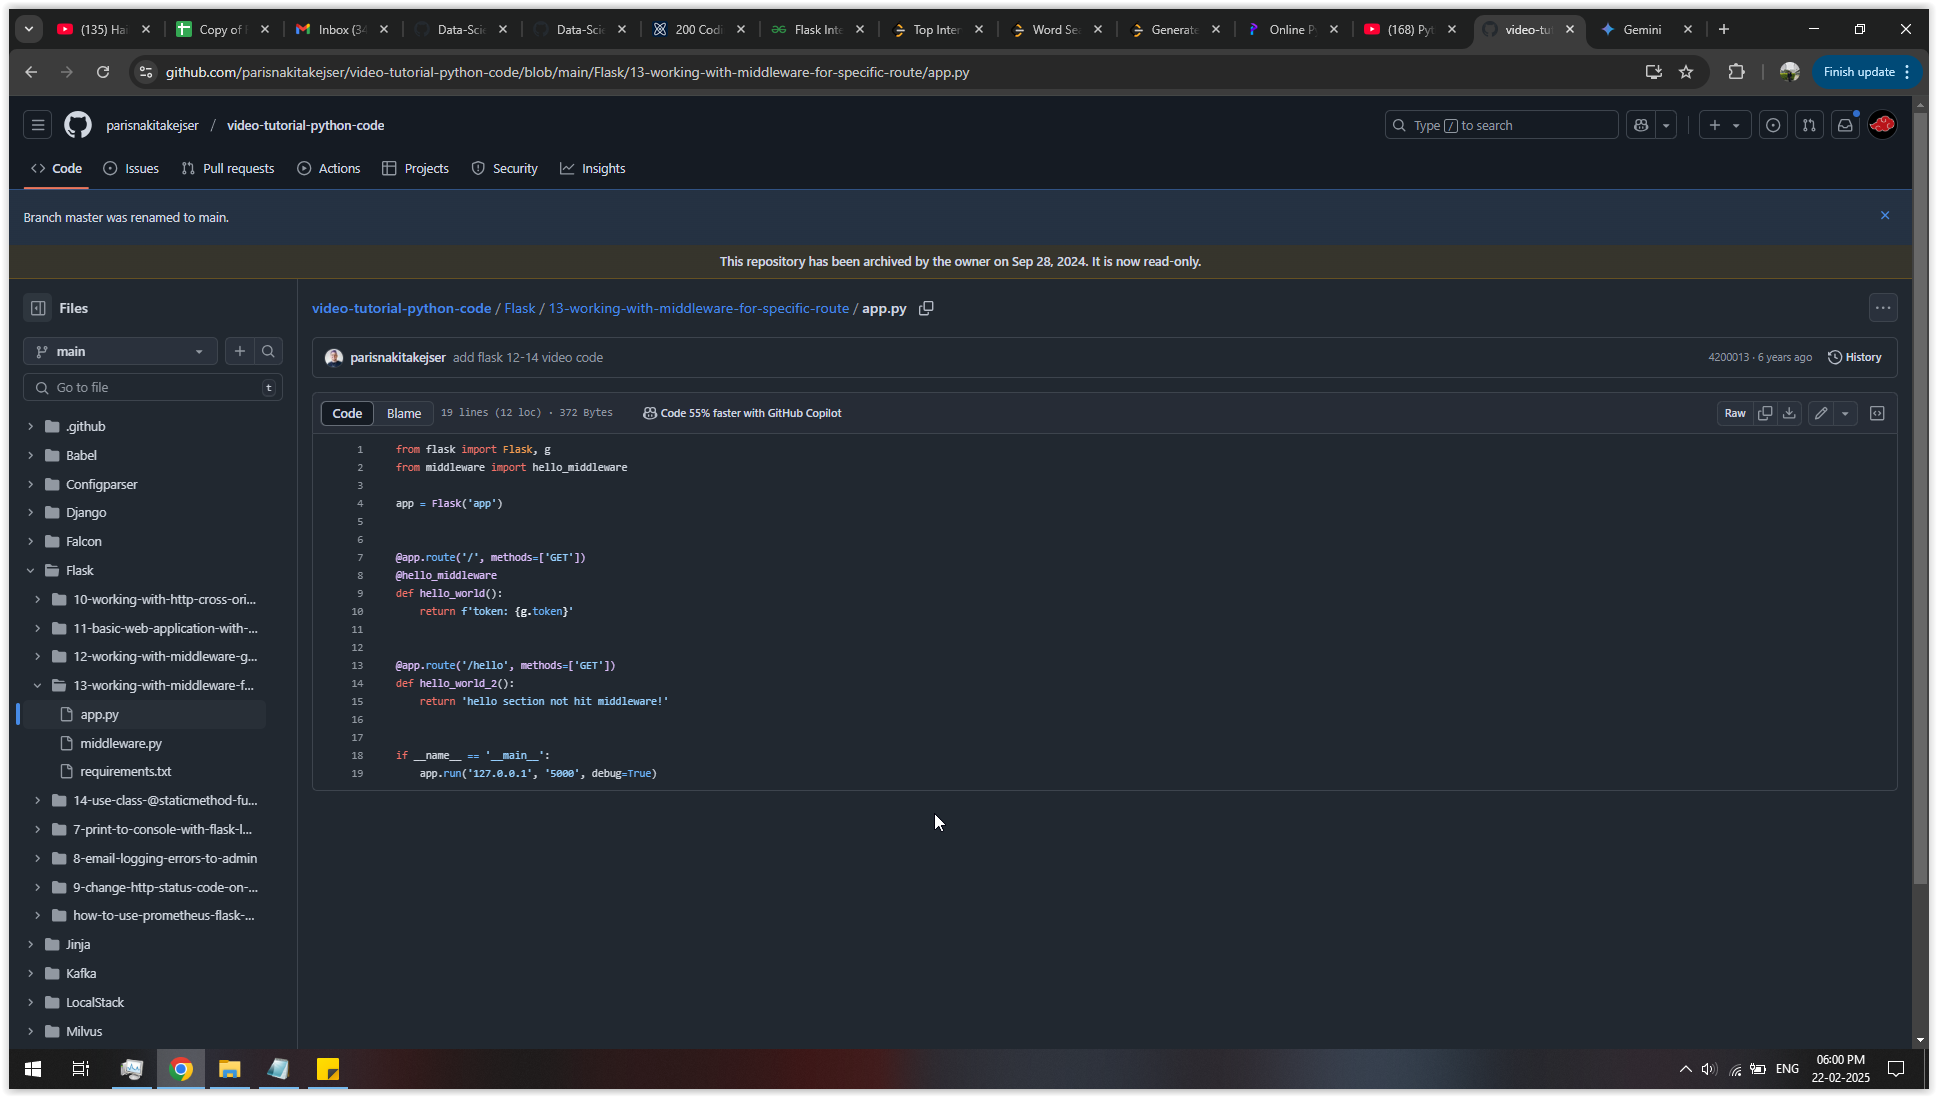 (135) Hai
Copy of
Inbox (34
Data-Scie
Data-Scie
200 Codi
Flask Inte
Top Inter
Word Sea
Generate
Online P
(168) Pyt
video-tut
Gemini
github.com/parisnakitakejser/video-tutorial-python-code/blob/main/Flask/13-working-with-middleware-for-specific-route/app.py
Finish update
parisnakitakejser / video-tutorial-python-code
Type / to search
Code
Issues
Pull requests
Actions
Projects
Security
Insights
Branch master was renamed to main.
This repository has been archived by the owner on Sep 28, 2024. It is now read-only.
Files
main
Go to file
t
.github
Babel
Configparser
Django
Falcon
Flask
10-working-with-http-cross-ori...
11-basic-web-application-with-...
12-working-with-middleware-g...
13-working-with-middleware-f...
app.py
middleware.py
requirements.txt
14-use-class-@staticmethod-fu...
7-print-to-console-with-flask-l...
8-email-logging-errors-to-admin
9-change-http-status-code-on-...
how-to-use-prometheus-flask-...
Jinja
Kafka
LocalStack
Milvus
video-tutorial-python-code / Flask / 13-working-with-middleware-for-specific-route / app.py
parisnakitakejser add flask 12-14 video code
4200013 · 6 years ago
History
Code
Blame
19 lines (12 loc) · 372 Bytes
Code 55% faster with GitHub Copilot
Raw
1 from flask import Flask, g
2 from middleware import hello_middleware
3
4 app = Flask('app')
5
6
7 @app.route('/', methods=['GET'])
8 @hello_middleware
9 def hello_world():
10 return f'token: {g.token}'
11
12
13 @app.route('/hello', methods=['GET'])
14 def hello_world_2():
15 return 'hello section not hit middleware!'
16
17
18 if __name__ == '__main__':
19 app.run('127.0.0.1', '5000', debug=True)
ENG
06:00 PM
22-02-2025